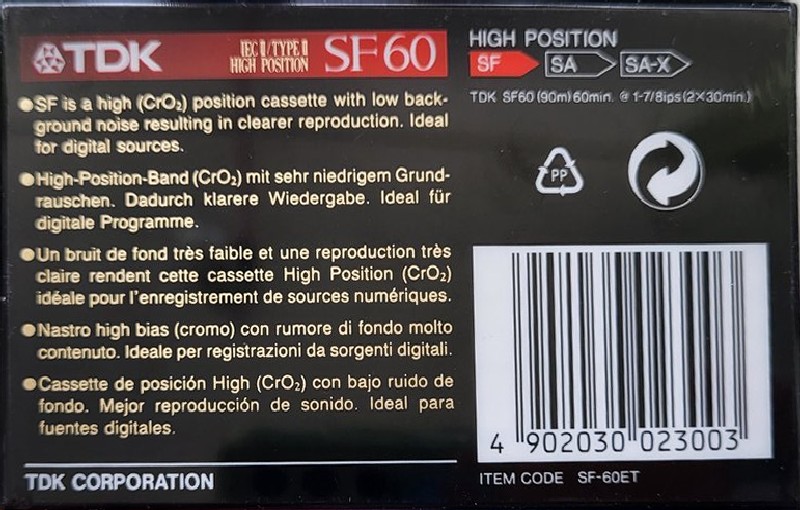 TDK
IEC II/TYPE II
HIGH POSITION
SF60
●SF is a high (CrO₂) position cassette with low back-
ground noise resulting in clearer reproduction. Ideal
for digital sources.
●High-Position-Band (CrO₂) mit sehr niedrigem Grund-
rauschen. Dadurch klarere Wiedergabe. Ideal für
digitale Programme.
●Un bruit de fond très faible et une reproduction très
claire rendent cette cassette High Position (CrO₂)
idéale pour l'enregistrement de sources numériques.
●Nastro high bias (cromo) con rumore di fondo molto
contenuto. Ideale per registrazioni da sorgenti digitali.
●Cassette de posición High (CrO₂) con bajo ruido de
fondo. Mejor reproducción de sonido. Ideal para
fuentes digitales.
TDK CORPORATION
HIGH POSITION
SF SA SA-X
TDK SF60 (90m) 60min. @ 1-7/8ips (2×30min.)
PP
4 902030 023003
ITEM CODE SF-60ET